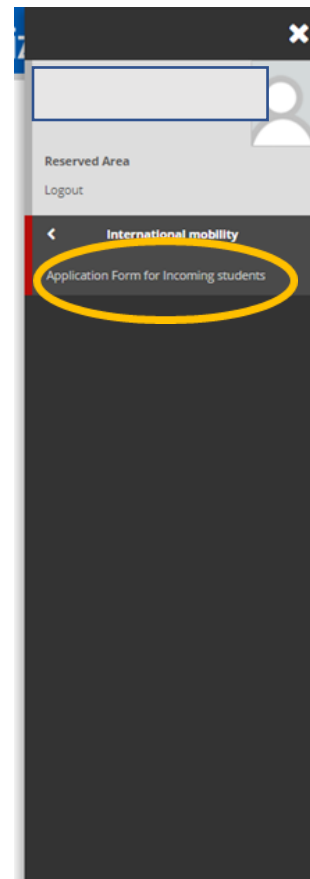 Reserved Area
Logout
International mobility
Application Form for Incoming students